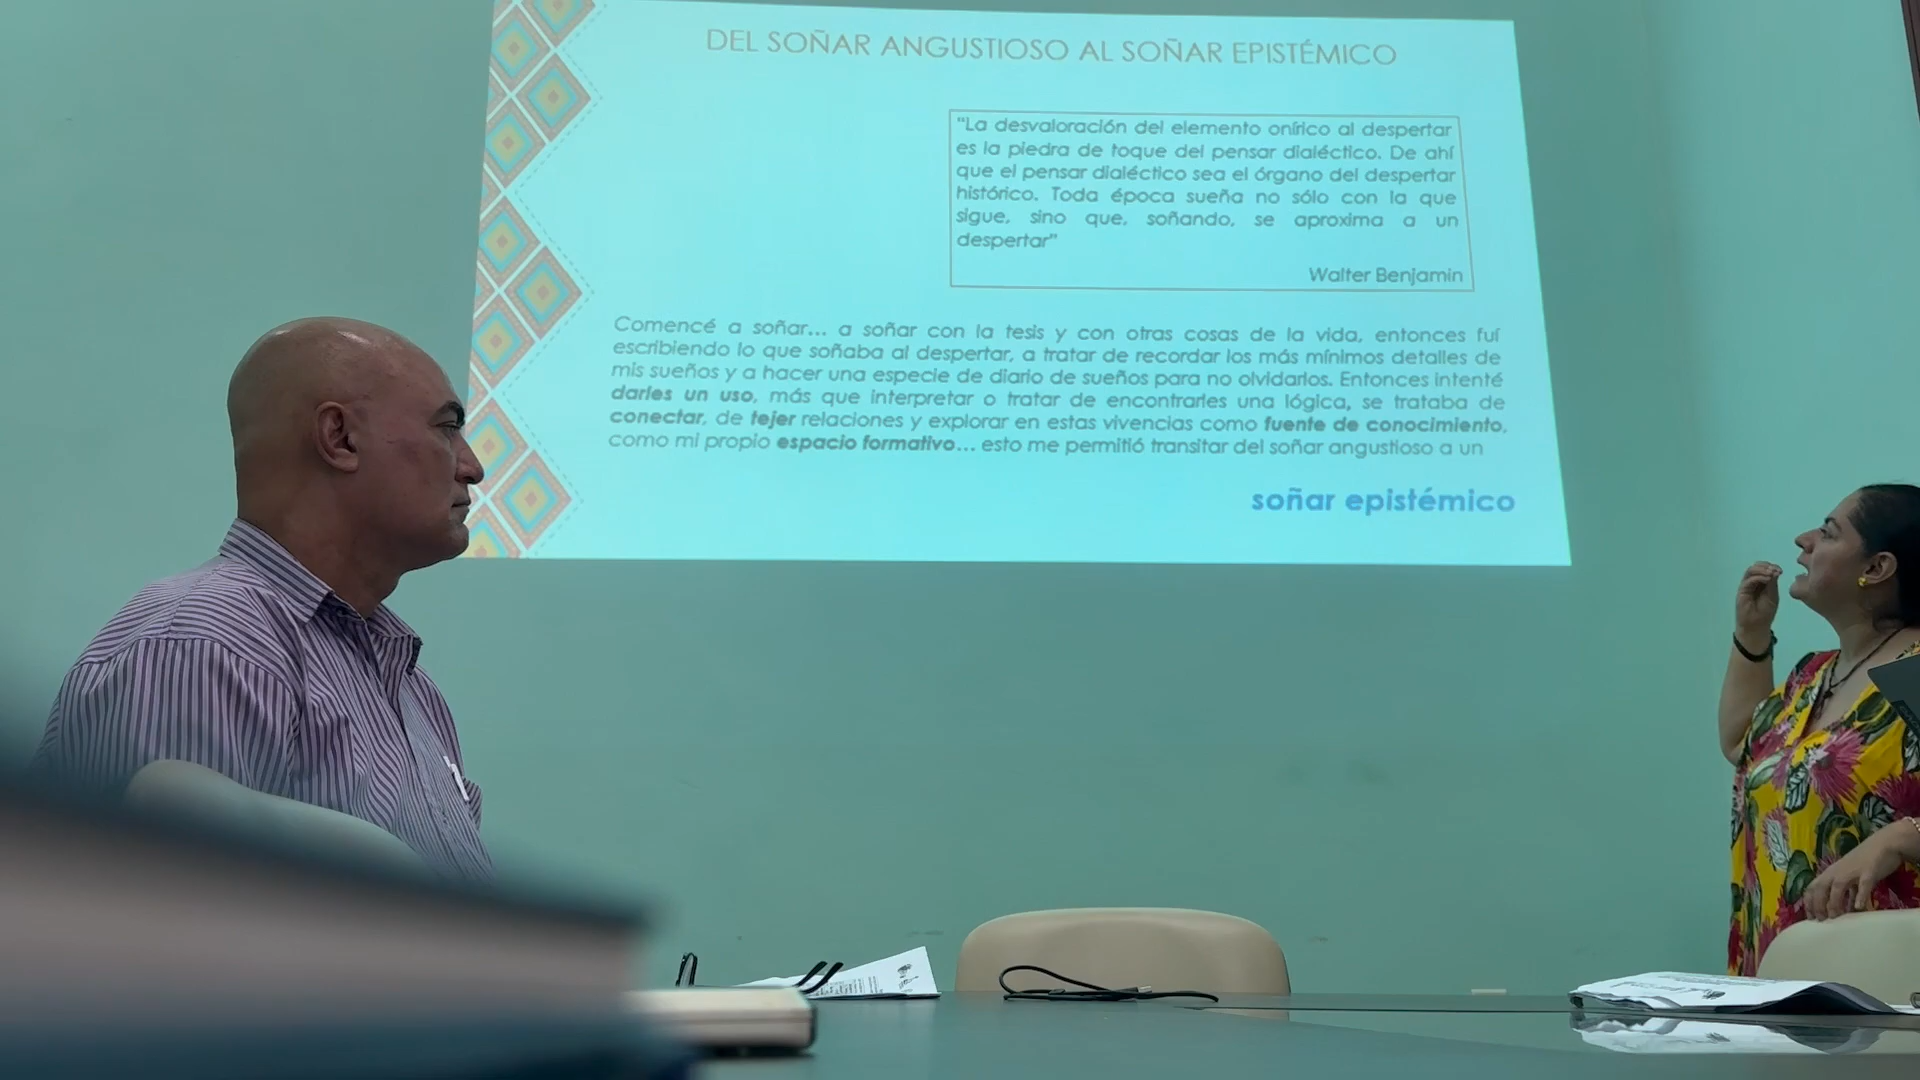 DEL SOÑAR ANGUSTIOSO AL SOÑAR EPISTÉMICO
"La desvaloración del elemento onírico al despertar
es la piedra de toque del pensar dialéctico. De ahí
que el pensar dialéctico sea el órgano del despertar
histórico. Toda época sueña no sólo con la que
sigue, sino que, soñando, se aproxima a un
despertar"
Walter Benjamin
Comencé a soñar... a soñar con la tesis y con otras cosas de la vida, entonces fuí
escribiendo lo que soñaba al despertar, a tratar de recordar los más mínimos detalles de
mis sueños y a hacer una especie de diario de sueños para no olvidarlos. Entonces intenté
darles un uso, más que interpretar o tratar de encontrarles una lógica, se trataba de
conectar, de tejer relaciones y explorar en estas vivencias como fuente de conocimiento,
como mi propio espacio formativo... esto me permitió transitar del soñar angustioso a un
soñar epistémico